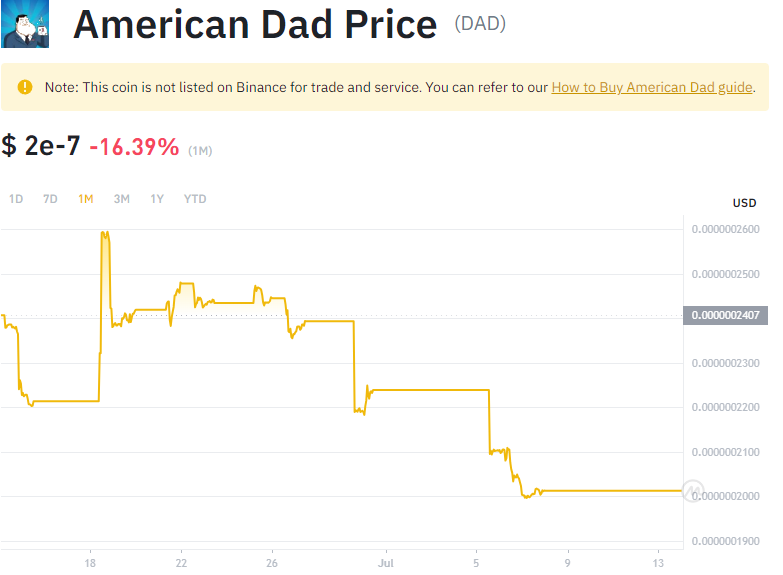 American Dad Price (DAD)
Note: This coin is not listed on Binance for trade and service. You can refer to our How to Buy American Dad guide.
$ 2e-7 -16.39% (1M)
1D 7D 1M 3M 1Y YTD
USD
0.0000002600
0.0000002500
0.0000002407
0.0000002300
0.0000002200
0.0000002100
0.0000002000
0.0000001900
18 22 26 Jul 5 9 13